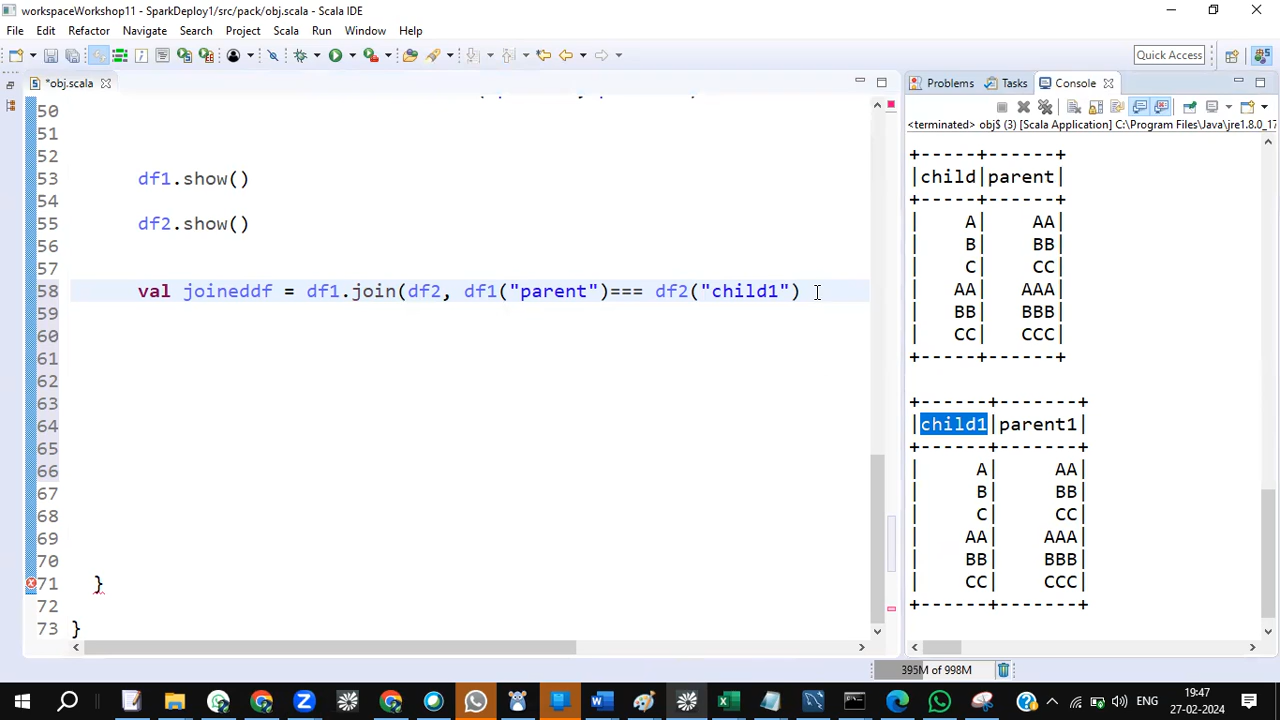 workspaceWorkshop11 - SparkDeploy1/src/pack/obj.scala - Scala IDE
File Edit Refactor Navigate Search Project Scala Run Window Help
Quick Access
*obj.scala
50
51
52
53 df1.show()
54
55 df2.show()
56
57
58 val joineddf = df1.join(df2, df1("parent")=== df2("child1")
59
60
61
62
63
64
65
66
67
68
69
70
71 }
72
73 }
Problems Tasks Console
<terminated> obj$ (3) [Scala Application] C:\Program Files\Java\jre1.8.0_17
+-----+------+
|child|parent|
+-----+------+
| A| AA|
| B| BB|
| C| CC|
| AA| AAA|
| BB| BBB|
| CC| CCC|
+-----+------+
+------+-------+
|child1|parent1|
+------+-------+
| A| AA|
| B| BB|
| C| CC|
| AA| AAA|
| BB| BBB|
| CC| CCC|
+------+-------+
395M of 998M
ENG
19:47
27-02-2024